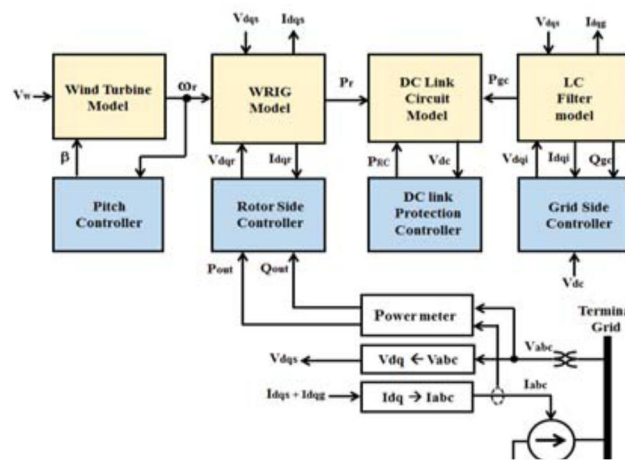 Vdqs
Idqs
Vdqs
Idqg
Vw
Wind Turbine
Model
ωr
WRIG
Model
Pr
DC Link
Circuit
Model
Pgc
LC
Filter
model
β
Vdqr
Idqr
PRC
Vdc
Vdqi
Idqi
Qgc
Pitch
Controller
Rotor Side
Controller
DC link
Protection
Controller
Grid Side
Controller
Pout
Qout
Vdc
Power meter
Termina
Grid
Vabc
Vdqs
Vdq ← Vabc
Idqs + Idqg
Idq → Iabc
Iabc